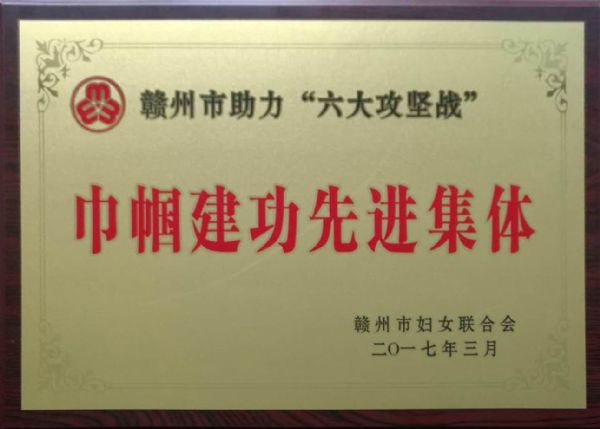 赣州市助力“六大攻坚战”
巾帼建功先进集体
赣州市妇女联合会
二〇一七年三月